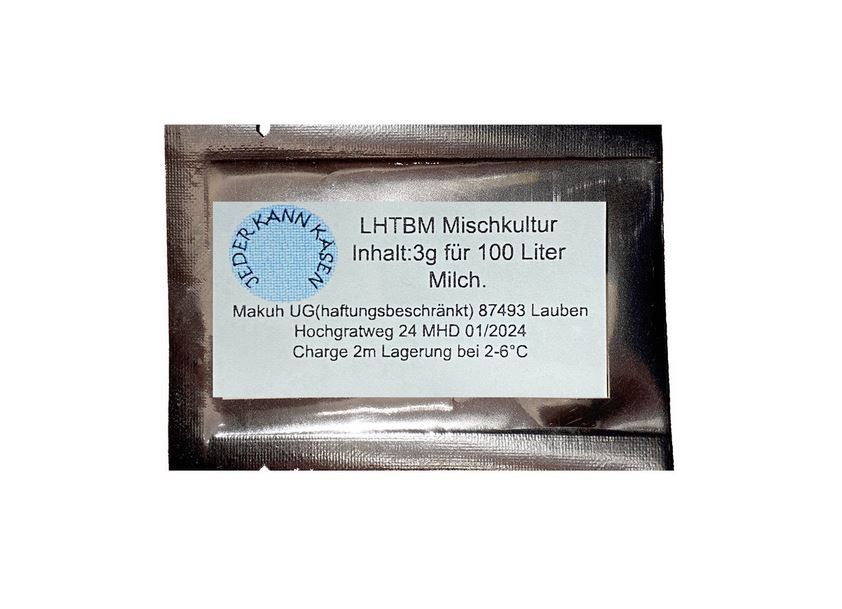 JEDER KANN KÄSEN
LHTBM Mischkultur
Inhalt:3g für 100 Liter
Milch.
Makuh UG(haftungsbeschränkt) 87493 Lauben
Hochgratweg 24 MHD 01/2024
Charge 2m Lagerung bei 2-6°C